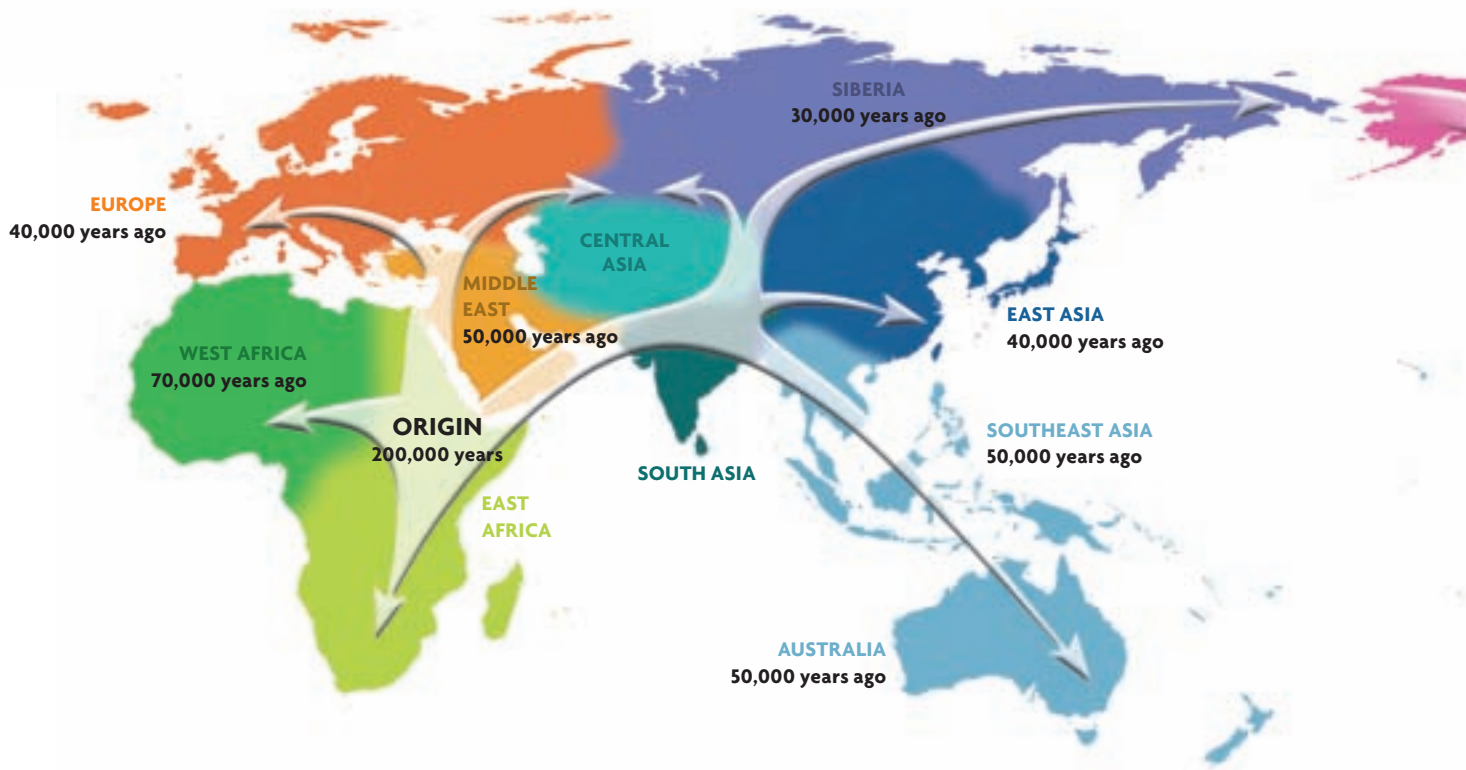 SIBERIA
30,000 years ago
EUROPE
40,000 years ago
CENTRAL
ASIA
MIDDLE
EAST
50,000 years ago
EAST ASIA
40,000 years ago
WEST AFRICA
70,000 years ago
ORIGIN
200,000 years
SOUTHEAST ASIA
50,000 years ago
SOUTH ASIA
EAST
AFRICA
AUSTRALIA
50,000 years ago